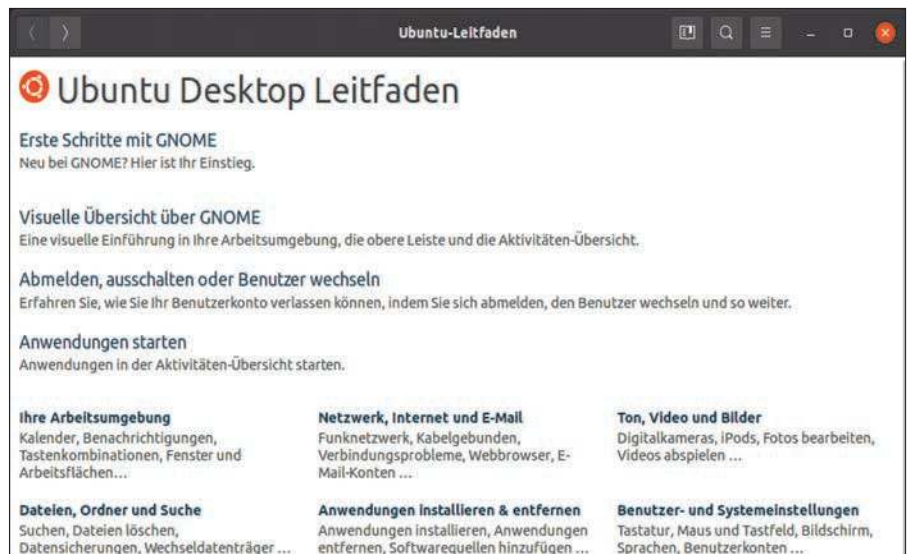 Ubuntu-Leitfaden
Ubuntu Desktop Leitfaden
Erste Schritte mit GNOME
Neu bei GNOME? Hier ist Ihr Einstieg.
Visuelle Übersicht über GNOME
Eine visuelle Einführung in Ihre Arbeitsumgebung, die obere Leiste und die Aktivitäten-Übersicht.
Abmelden, ausschalten oder Benutzer wechseln
Erfahren Sie, wie Sie Ihr Benutzerkonto verlassen können, indem Sie sich abmelden, den Benutzer wechseln und so weiter.
Anwendungen starten
Anwendungen in der Aktivitäten-Übersicht starten.
Ihre Arbeitsumgebung
Kalender, Benachrichtigungen,
Tastenkombinationen, Fenster und
Arbeitsflächen…
Netzwerk, Internet und E-Mail
Funknetzwerk, Kabelgebunden,
Verbindungsprobleme, Webbrowser, E-
Mail-Konten …
Ton, Video und Bilder
Digitalkameras, iPods, Fotos bearbeiten,
Videos abspielen …
Dateien, Ordner und Suche
Suchen, Dateien löschen,
Datensicherungen, Wechseldatenträger …
Anwendungen installieren & entfernen
Anwendungen installieren, Anwendungen
entfernen, Softwarequellen hinzufügen …
Benutzer- und Systemeinstellungen
Tastatur, Maus und Tastfeld, Bildschirm,
Sprachen, Benutzerkonten …